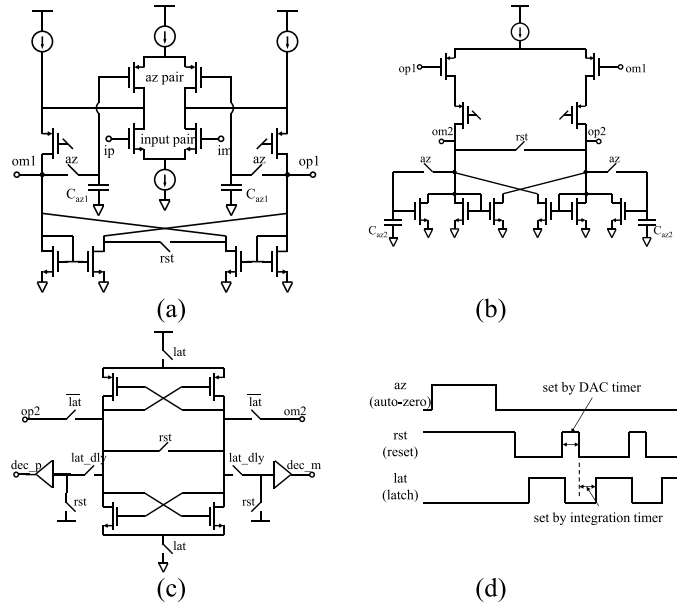 az pair
input pair
ip
im
om1
az
az
op1
C_az1
C_az1
rst
(a)
op1
om1
om2
rst
op2
az
az
C_az2
C_az2
(b)
lat
op2
lat
lat
om2
rst
dec_p
lat_dly
lat_dly
dec_m
rst
rst
lat
(c)
az
(auto-zero)
set by DAC timer
rst
(reset)
lat
(latch)
set by integration timer
(d)